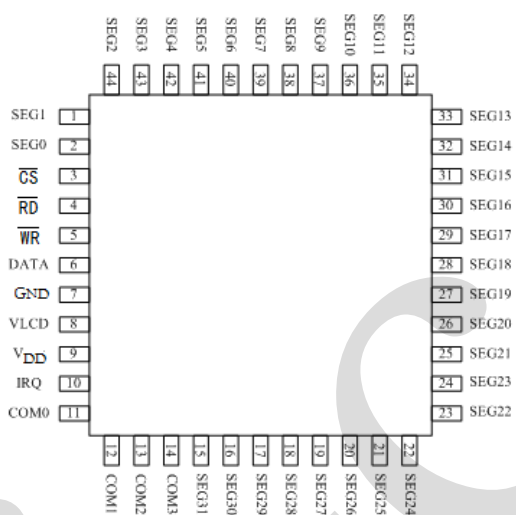 SEG2 SEG3 SEG4 SEG5 SEG6 SEG7 SEG8 SEG9 SEG10 SEG11 SEG12
44 43 42 41 40 39 38 37 36 35 34
SEG1 1 33 SEG13
SEG0 2 32 SEG14
C̅S̅ 3 31 SEG15
R̅D̅ 4 30 SEG16
W̅R̅ 5 29 SEG17
DATA 6 28 SEG18
GND 7 27 SEG19
VLCD 8 26 SEG20
VDD 9 25 SEG21
IRQ 10 24 SEG23
COM0 11 23 SEG22
12 13 14 15 16 17 18 19 20 21 22
COM1 COM2 COM3 SEG31 SEG30 SEG29 SEG28 SEG27 SEG26 SEG25 SEG24